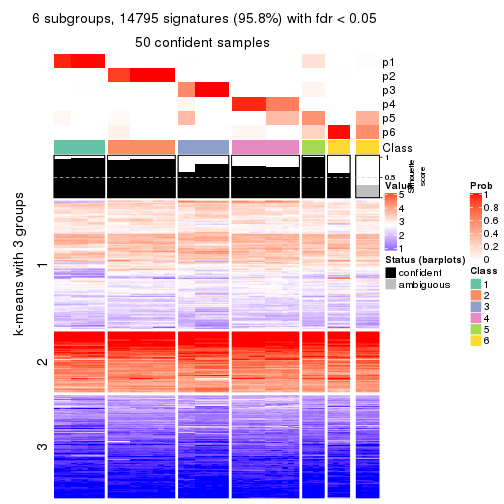 6 subgroups, 14795 signatures (95.8%) with fdr < 0.05
50 confident samples
p1
p2
p3
p4
p5
p6
Class
1
0.5
Silhouette
score
k-means with 3 groups
1
2
3
Value
5
4
3
2
1
Status (barplots)
confident
ambiguous
Prob
1
0.8
0.6
0.4
0.2
0
Class
1
2
3
4
5
6